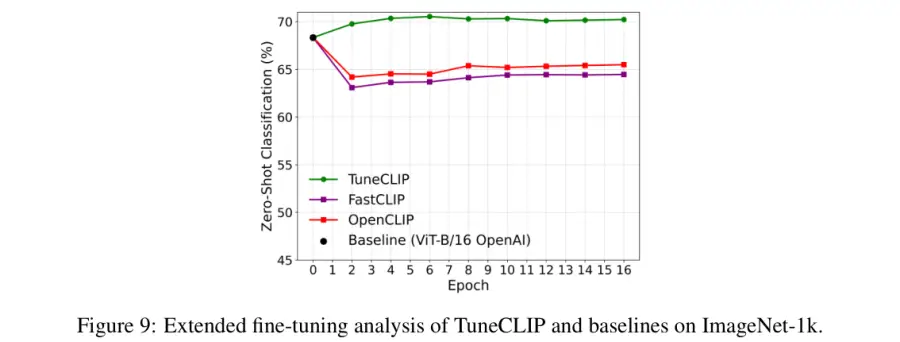 Zero-Shot Classification (%)
70
65
60
55
50
45
TuneCLIP
FastCLIP
OpenCLIP
Baseline (ViT-B/16 OpenAI)
0 1 2 3 4 5 6 7 8 9 10 11 12 13 14 15 16
Epoch
Figure 9: Extended fine-tuning analysis of TuneCLIP and baselines on ImageNet-1k.